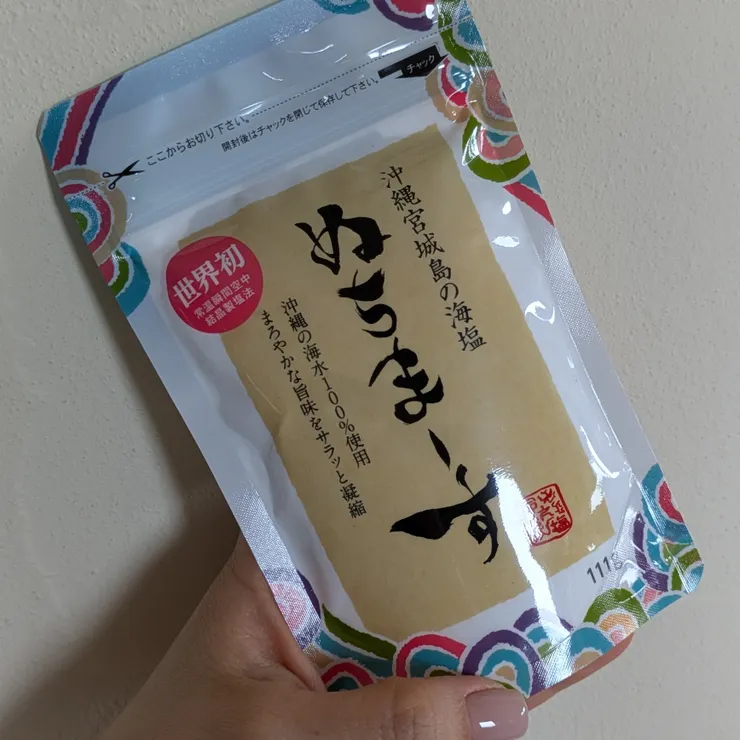 チャック
ここからお切り下さい。
開封後はチャックを閉じて保存して下さい。
沖縄宮城島の海塩
ぬちまーす
世界初
常温瞬間空中
結晶製塩法
沖縄の海水100%使用
まろやかな旨味をサラッと凝縮
111g